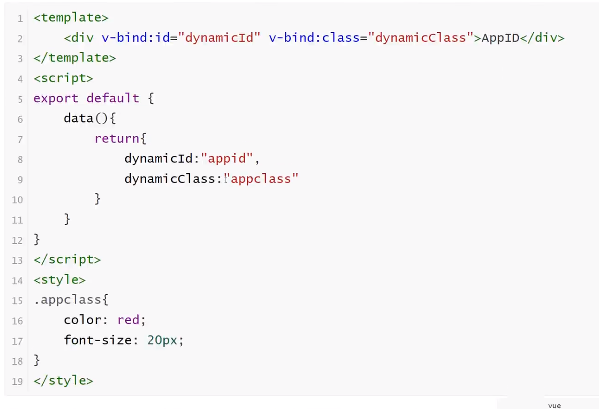 1 <template>
2     <div v-bind:id="dynamicId" v-bind:class="dynamicClass">AppID</div>
3 </template>
4 <script>
5 export default {
6     data(){
7         return{
8             dynamicId:"appid",
9             dynamicClass:"appclass"
10         }
11     }
12 }
13 </script>
14 <style>
15 .appclass{
16     color: red;
17     font-size: 20px;
18 }
19 </style>
vue